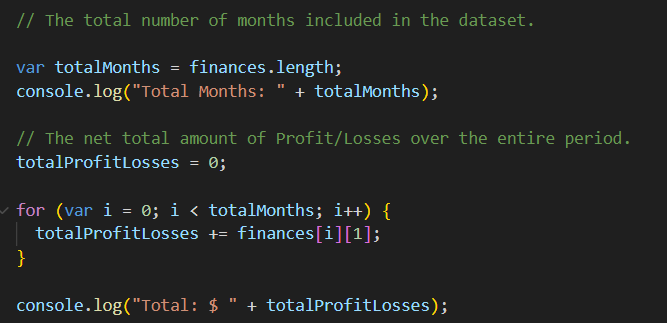 // The total number of months included in the dataset.
var totalMonths = finances.length;
console.log("Total Months: " + totalMonths);
// The net total amount of Profit/Losses over the entire period.
totalProfitLosses = 0;
for (var i = 0; i < totalMonths; i++) {
  totalProfitLosses += finances[i][1];
}
console.log("Total: $ " + totalProfitLosses);